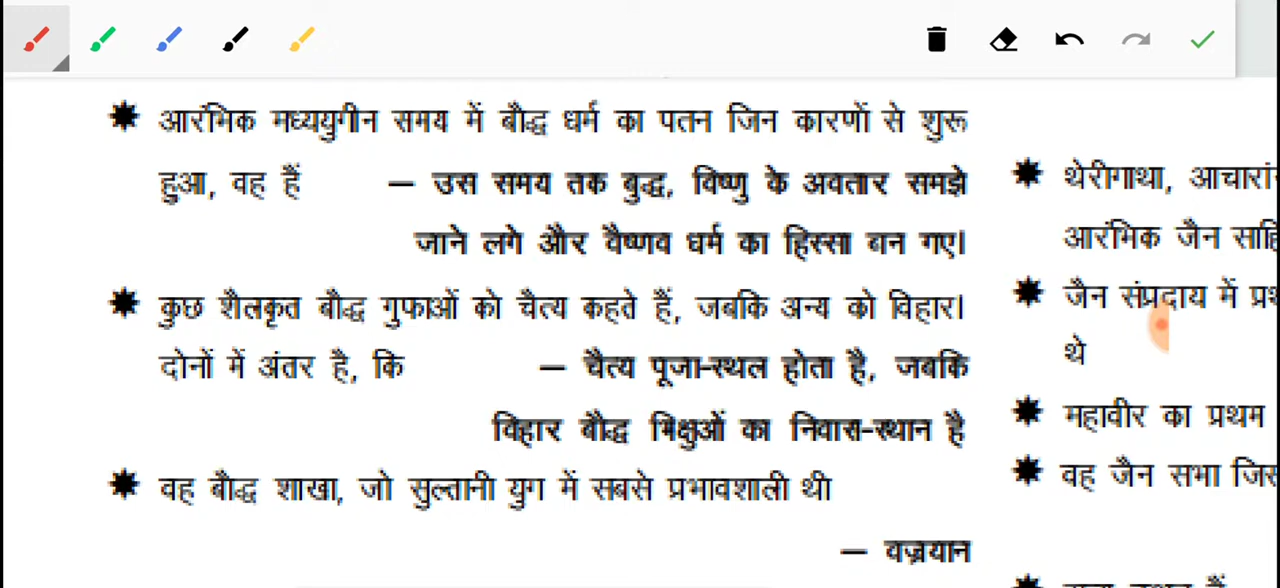 ✸ आरंभिक मध्ययुगीन समय में बौद्ध धर्म का पतन जिन कारणों से शुरू
हुआ, वह हैं — उस समय तक बुद्ध, विष्णु के अवतार समझे
जाने लगे और वैष्णव धर्म का हिस्सा बन गए।
✸ कुछ शैलकृत बौद्ध गुफाओं को चैत्य कहते हैं, जबकि अन्य को विहार।
दोनों में अंतर है, कि — चैत्य पूजा-स्थल होता है, जबकि
विहार बौद्ध भिक्षुओं का निवास-स्थान है
✸ वह बौद्ध शाखा, जो सुल्तानी युग में सबसे प्रभावशाली थी
— वज्रयान
✸ थेरीगाथा,
आरंभिक जैन
✸ जैन संप्रदाय में
थे
✸ महावीर का प्रथम
✸ वह जैन सभा